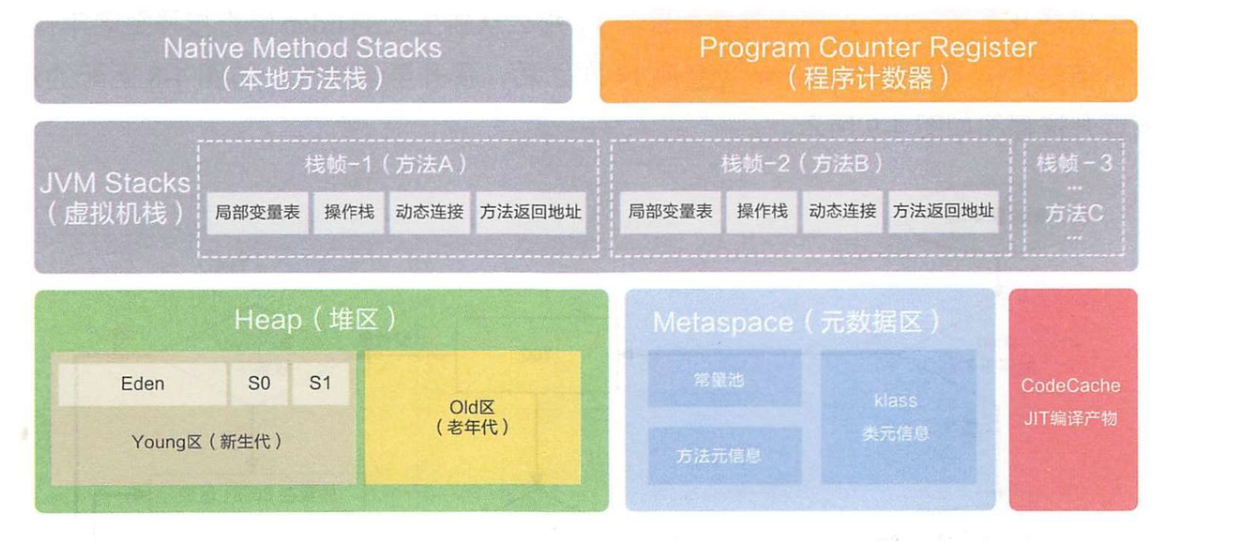 Native Method Stacks
（本地方法栈）
Program Counter Register
（程序计数器）
JVM Stacks
（虚拟机栈）
栈帧-1（方法A）
局部变量表
操作栈
动态连接
方法返回地址
栈帧-2（方法B）
局部变量表
操作栈
动态连接
方法返回地址
栈帧-3
...
方法C
...
Heap（堆区）
Eden
S0
S1
Young区（新生代）
Old区
（老年代）
Metaspace（元数据区）
常量池
方法元信息
klass
类元信息
CodeCache
JIT编译产物